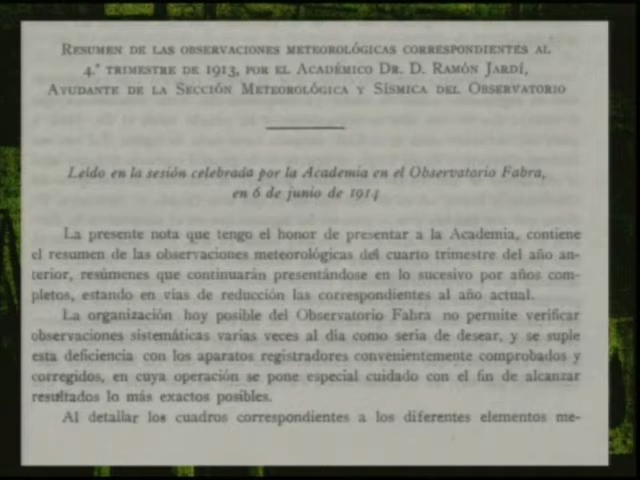 RESUMEN DE LAS OBSERVACIONES METEOROLÓGICAS CORRESPONDIENTES AL
4.º TRIMESTRE DE 1913, POR EL ACADÉMICO DR. D. RAMÓN JARDÍ,
AYUDANTE DE LA SECCIÓN METEOROLÓGICA Y SÍSMICA DEL OBSERVATORIO
Leído en la sesión celebrada por la Academia en el Observatorio Fabra,
en 6 de junio de 1914
La presente nota que tengo el honor de presentar a la Academia, contiene
el resumen de las observaciones meteorológicas del cuarto trimestre del año an-
terior, resúmenes que continuarán presentándose en lo sucesivo por años com-
pletos, estando en vías de reducción las correspondientes al año actual.
La organización hoy posible del Observatorio Fabra no permite verificar
observaciones sistemáticas varias veces al día como seria de desear, y se suple
esta deficiencia con los aparatos registradores convenientemente comprobados y
corregidos, en cuya operación se pone especial cuidado con el fin de alcanzar
resultados lo más exactos posibles.
Al detallar los cuadros correspondientes a los diferentes elementos me-